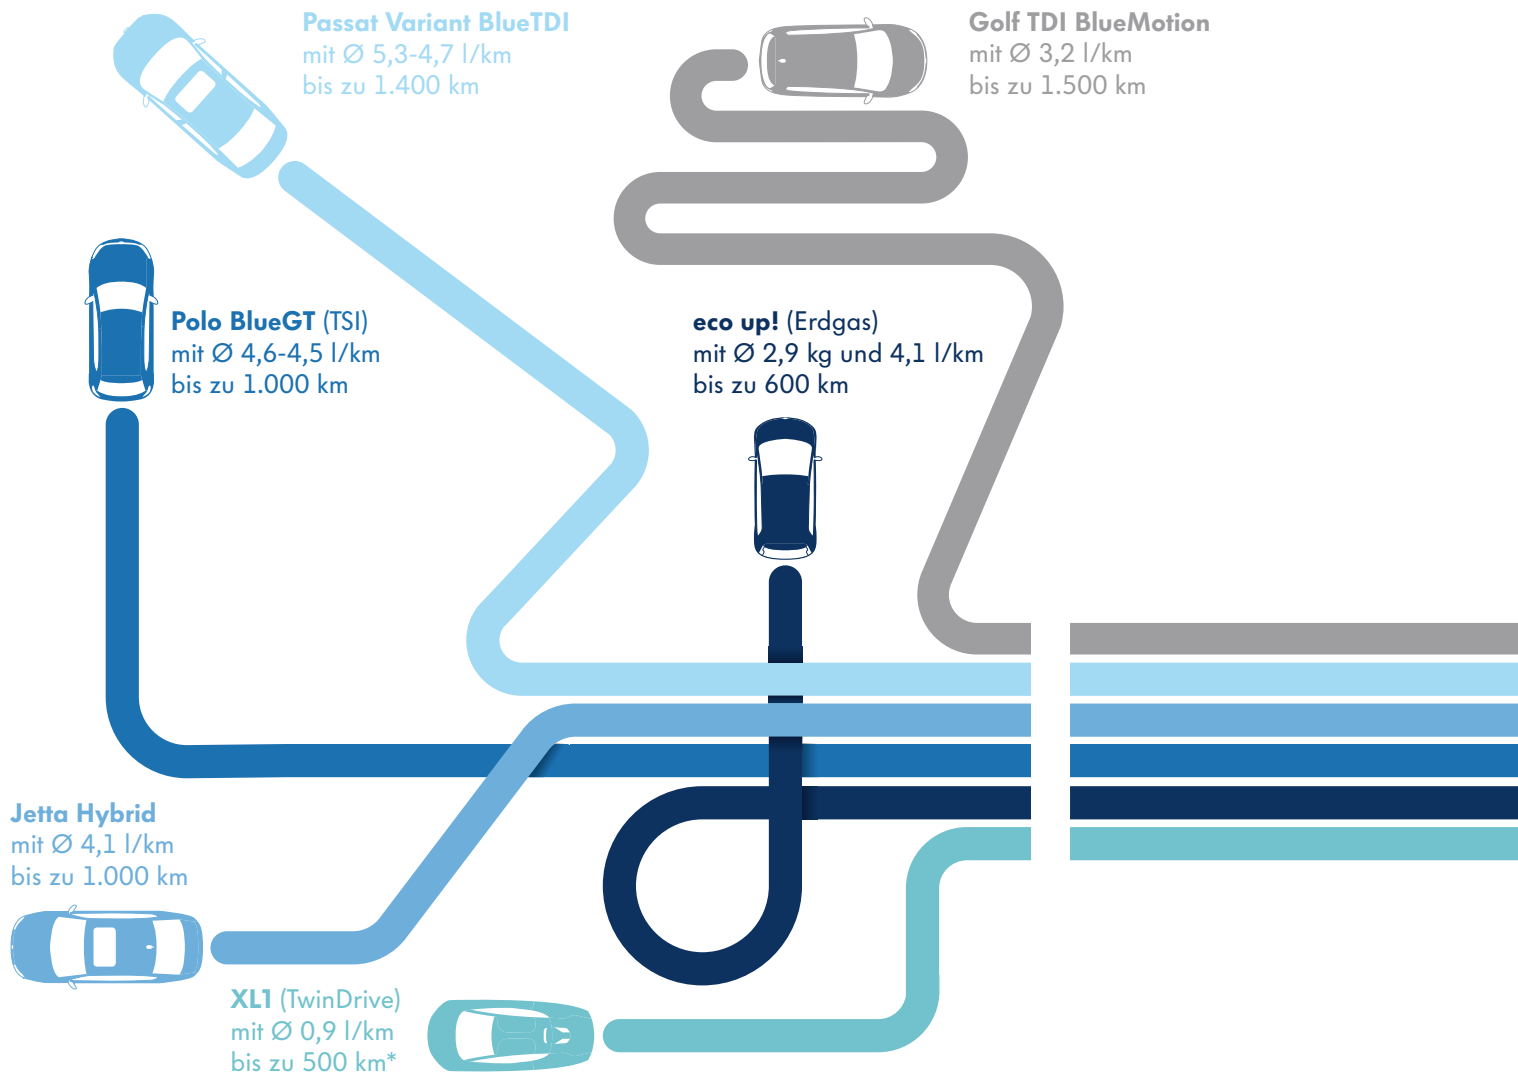 Passat Variant BlueTDI
mit Ø 5,3-4,7 l/km
bis zu 1.400 km
Golf TDI BlueMotion
mit Ø 3,2 l/km
bis zu 1.500 km
Polo BlueGT (TSI)
mit Ø 4,6-4,5 l/km
bis zu 1.000 km
eco up! (Erdgas)
mit Ø 2,9 kg und 4,1 l/km
bis zu 600 km
Jetta Hybrid
mit Ø 4,1 l/km
bis zu 1.000 km
XL1 (TwinDrive)
mit Ø 0,9 l/km
bis zu 500 km*